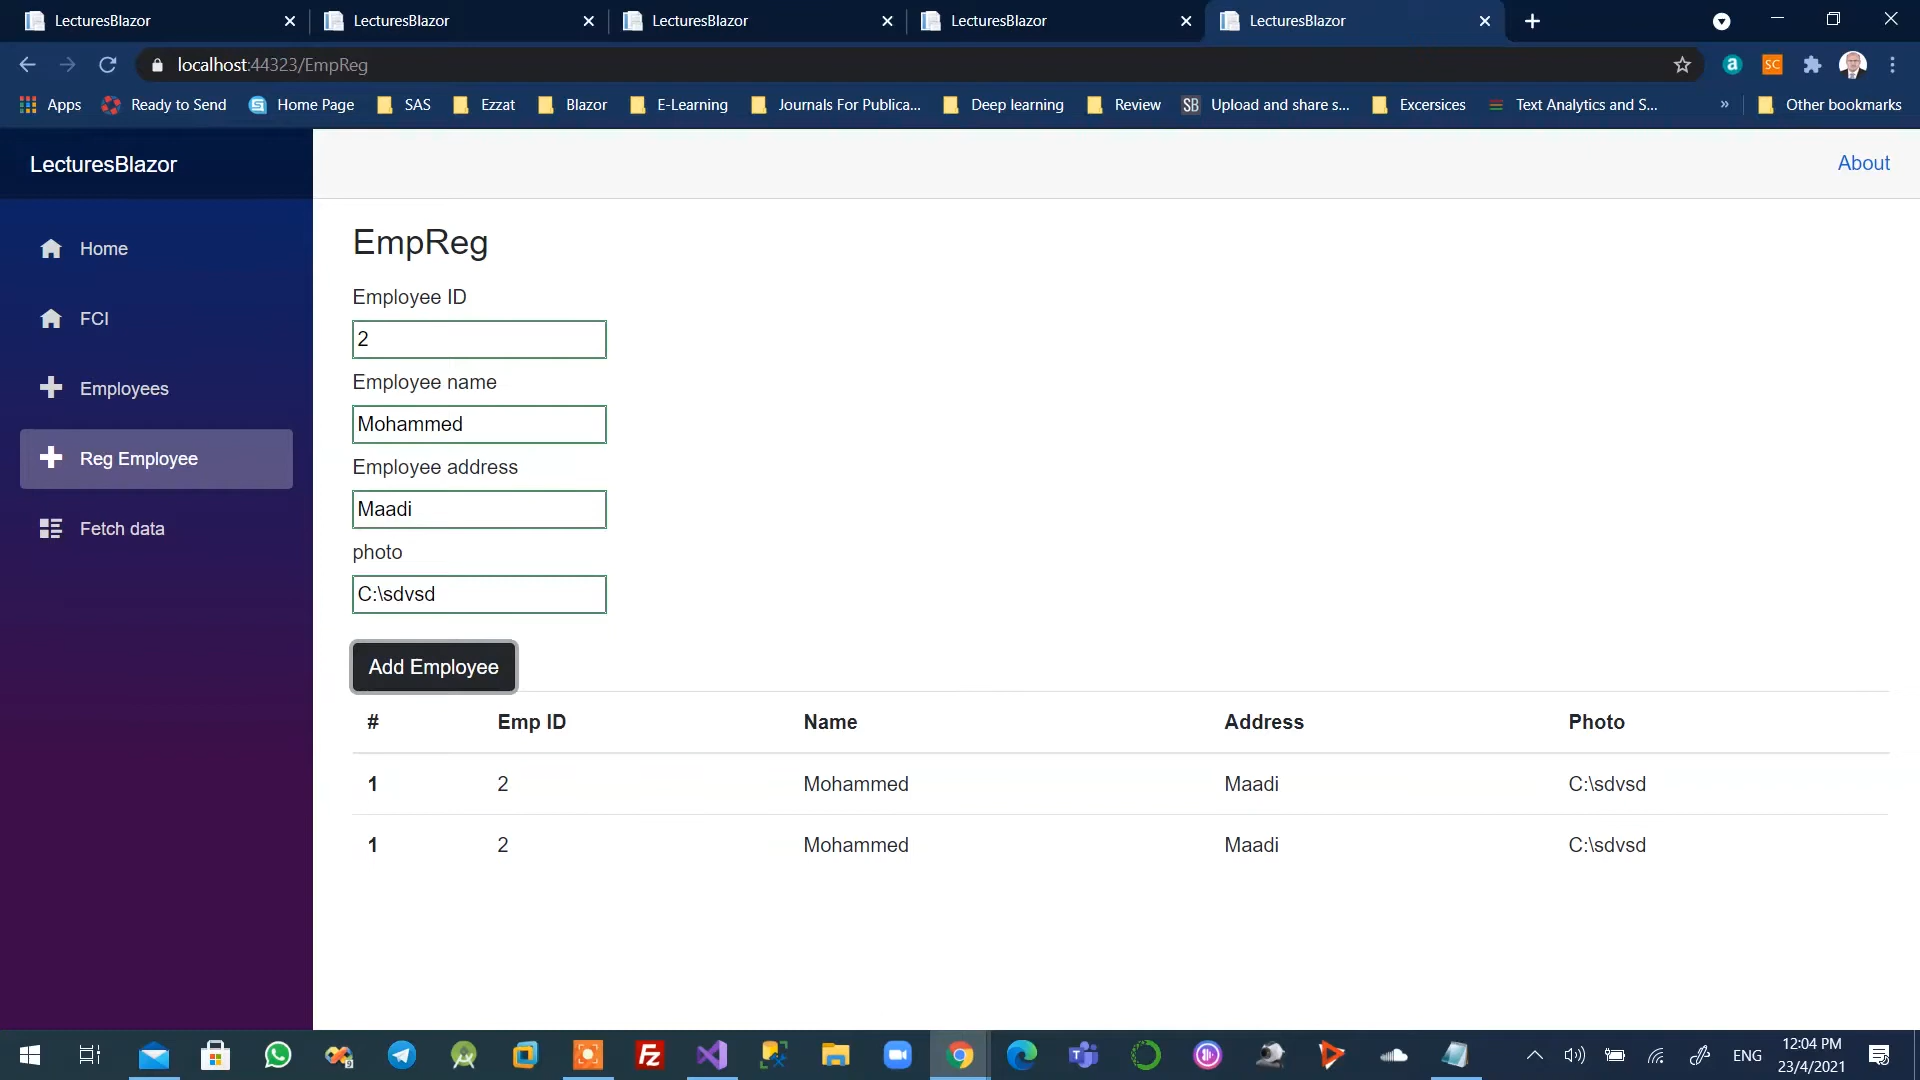 LecturesBlazor LecturesBlazor LecturesBlazor LecturesBlazor LecturesBlazor
localhost:44323/EmpReg SC
Apps Ready to Send Home Page SAS Ezzat Blazor E-Learning Journals For Publica... Deep learning Review SB Upload and share s... Excersices Text Analytics and S... » Other bookmarks
LecturesBlazor
About
Home
FCI
Employees
Reg Employee
Fetch data
EmpReg
Employee ID
2
Employee name
Mohammed
Employee address
Maadi
photo
C:\sdvsd
Add Employee
# Emp ID Name Address Photo
1 2 Mohammed Maadi C:\sdvsd
1 2 Mohammed Maadi C:\sdvsd
ENG 12:04 PM
23/4/2021